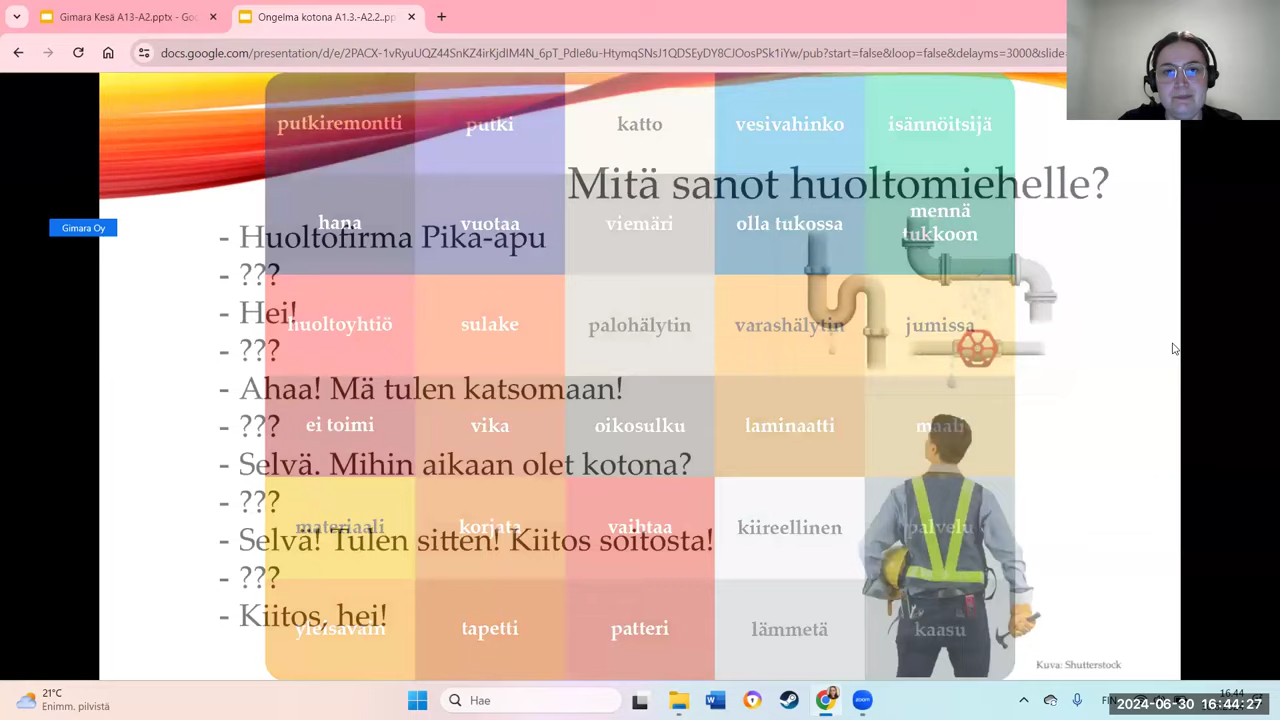 Gimara Kesä A13-A2.pptx - Goo
Ongelma kotona A1.3.-A2.2..pp
docs.google.com/presentation/d/e/2PACX-1vRyuUQZ44SnKZ4irKjdIM4N_6pT_PdIe8u-HtymqSNsJ1QDSEyDY8CJOosPSk1iYw/pub?start=false&loop=false&delayms=3000&slide
putkiremontti putki katto vesivahinko isännöitsijä
Mitä sanot huoltomiehelle?
hana vuotaa viemäri olla tukossa mennä tukkoon
Gimara Oy
- Huoltofirma Pika-apu
- ???
- Hei!
huoltoyhtiö sulake palohälytin varashälytin jumissa
- ???
- Ahaa! Mä tulen katsomaan!
- ???
ei toimi vika oikosulku laminaatti maali
- Selvä. Mihin aikaan olet kotona?
- ???
materiaali korjata vaihtaa kiireellinen palvelu
- Selvä! Tulen sitten! Kiitos soitosta!
- ???
- Kiitos, hei!
yleisavain tapetti patteri lämmetä kaasu
Kuva: Shutterstock
21°C
Enimm. pilvistä
Hae
zoom
FIN
16.44
2024-06-30 16:44:27